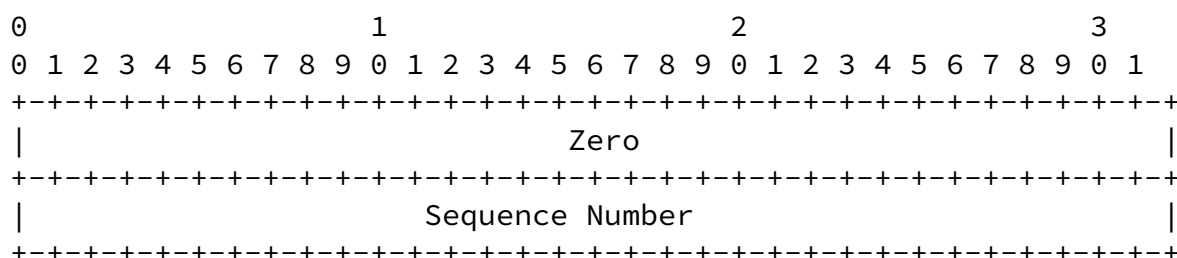 0                   1                   2                   3
0 1 2 3 4 5 6 7 8 9 0 1 2 3 4 5 6 7 8 9 0 1 2 3 4 5 6 7 8 9 0 1
+-+-+-+-+-+-+-+-+-+-+-+-+-+-+-+-+-+-+-+-+-+-+-+-+-+-+-+-+-+-+-+-+
|                              Zero                             |
+-+-+-+-+-+-+-+-+-+-+-+-+-+-+-+-+-+-+-+-+-+-+-+-+-+-+-+-+-+-+-+-+
|                      Sequence Number                          |
+-+-+-+-+-+-+-+-+-+-+-+-+-+-+-+-+-+-+-+-+-+-+-+-+-+-+-+-+-+-+-+-+